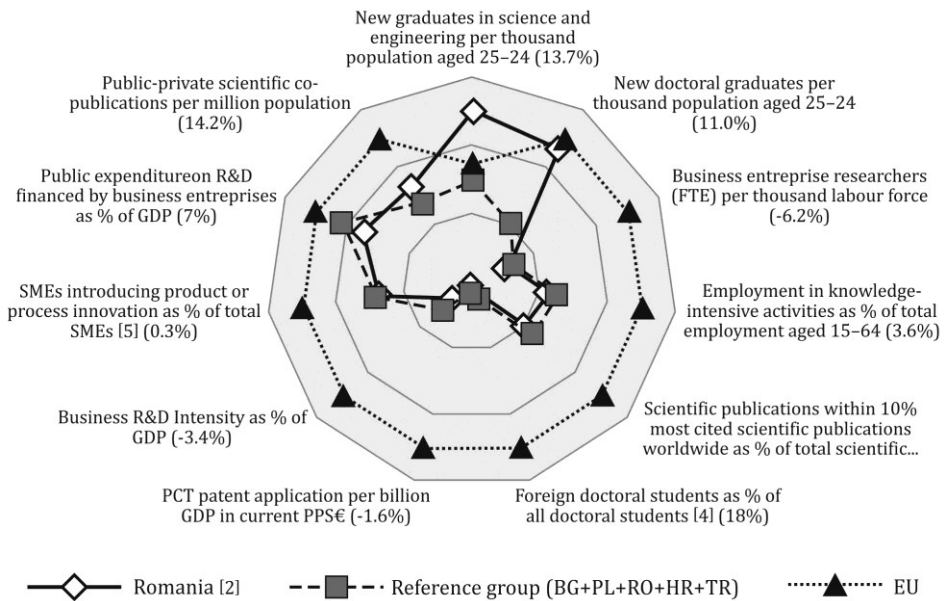 New graduates in science and
engineering per thousand
population aged 25–24 (13.7%)
Public-private scientific co-
publications per million population
(14.2%)
New doctoral graduates per
thousand population aged 25–24
(11.0%)
Public expenditureon R&D
financed by business entreprises
as % of GDP (7%)
Business entreprise researchers
(FTE) per thousand labour force
(-6.2%)
SMEs introducing product or
process innovation as % of total
SMEs [5] (0.3%)
Employment in knowledge-
intensive activities as % of total
employment aged 15–64 (3.6%)
Business R&D Intensity as % of
GDP (-3.4%)
Scientific publications within 10%
most cited scientific publications
worldwide as % of total scientific...
PCT patent application per billion
GDP in current PPS€ (-1.6%)
Foreign doctoral students as % of
all doctoral students [4] (18%)
Romania [2]
Reference group (BG+PL+RO+HR+TR)
EU